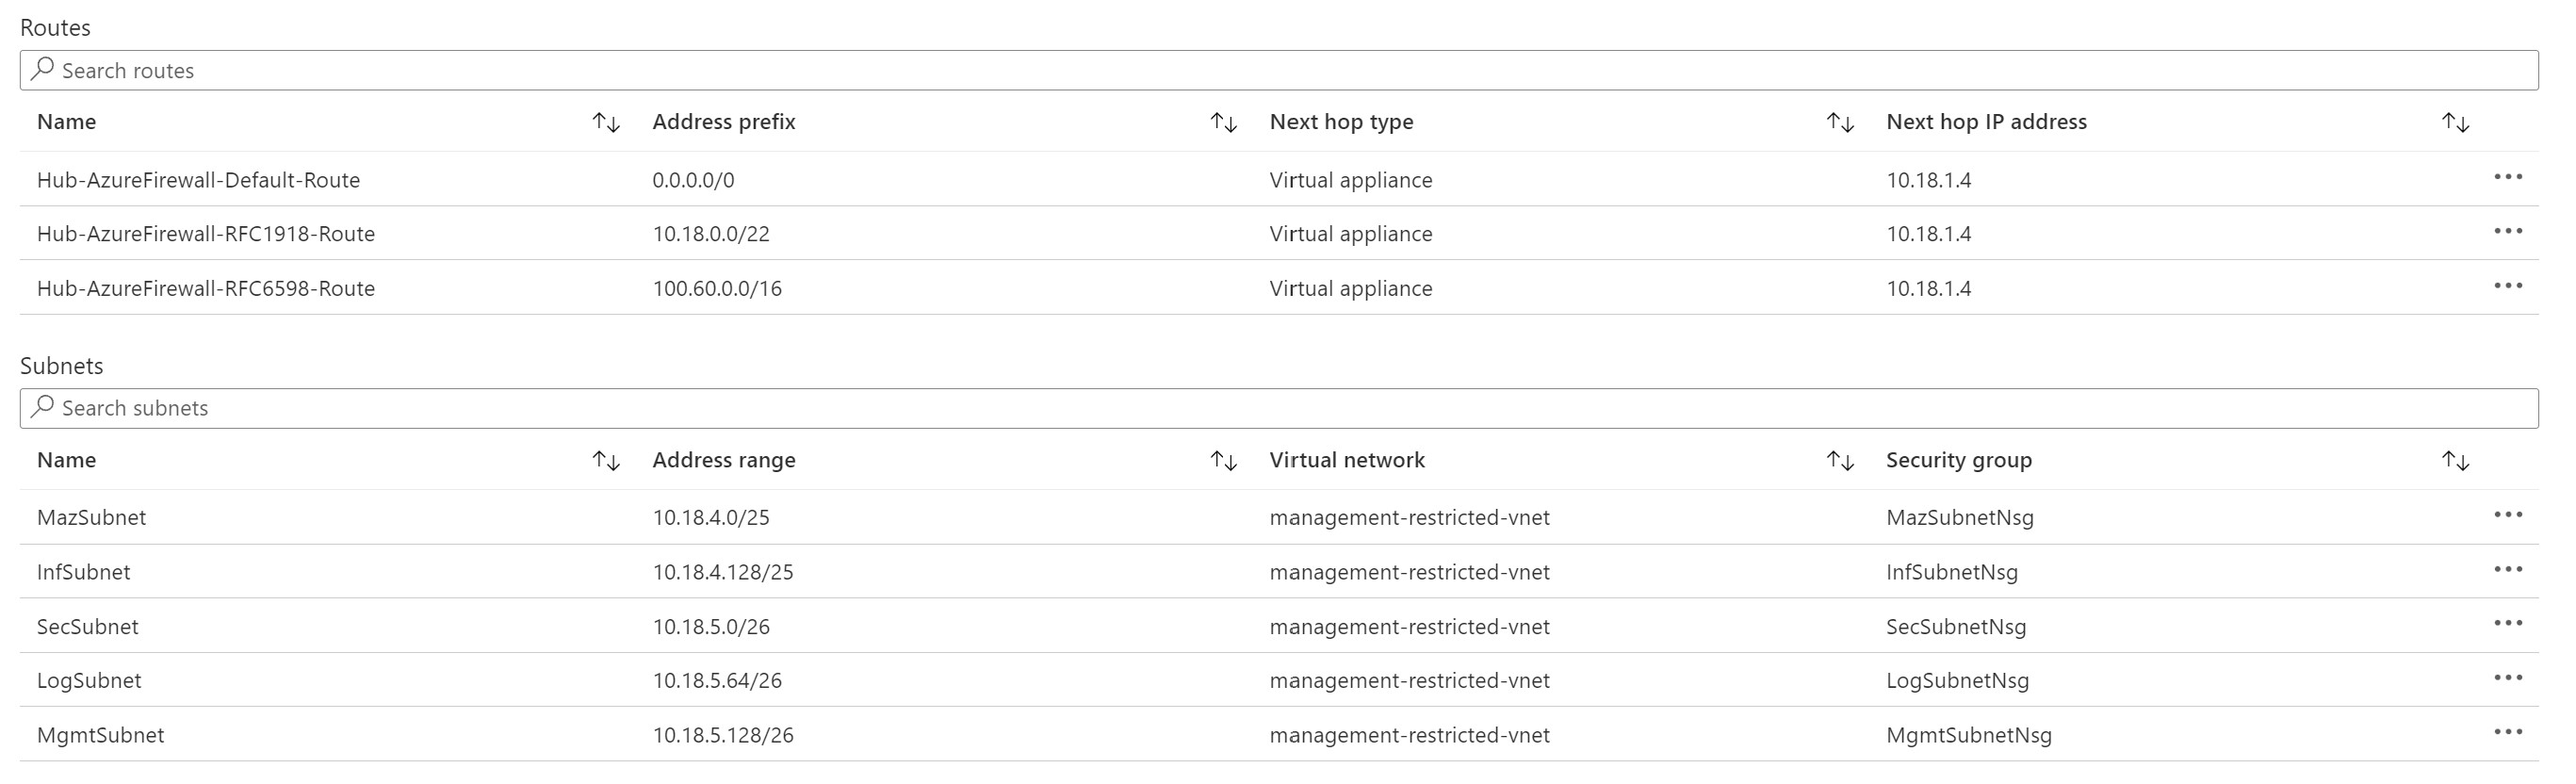 Routes
Search routes
Name Address prefix Next hop type Next hop IP address
Hub-AzureFirewall-Default-Route 0.0.0.0/0 Virtual appliance 10.18.1.4
Hub-AzureFirewall-RFC1918-Route 10.18.0.0/22 Virtual appliance 10.18.1.4
Hub-AzureFirewall-RFC6598-Route 100.60.0.0/16 Virtual appliance 10.18.1.4
Subnets
Search subnets
Name Address range Virtual network Security group
MazSubnet 10.18.4.0/25 management-restricted-vnet MazSubnetNsg
InfSubnet 10.18.4.128/25 management-restricted-vnet InfSubnetNsg
SecSubnet 10.18.5.0/26 management-restricted-vnet SecSubnetNsg
LogSubnet 10.18.5.64/26 management-restricted-vnet LogSubnetNsg
MgmtSubnet 10.18.5.128/26 management-restricted-vnet MgmtSubnetNsg